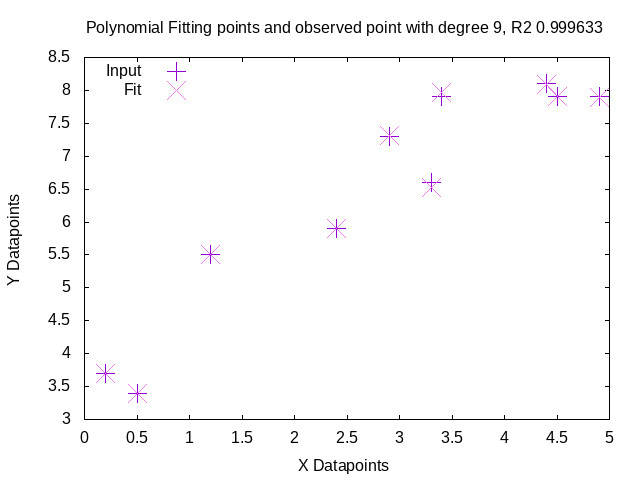 Polynomial Fitting points and observed point with degree 9, R2 0.999633
8.5
Input
8
Fit
7.5
7
6.5
6
5.5
5
4.5
4
3.5
3
Y Datapoints
0 0.5 1 1.5 2 2.5 3 3.5 4 4.5 5
X Datapoints